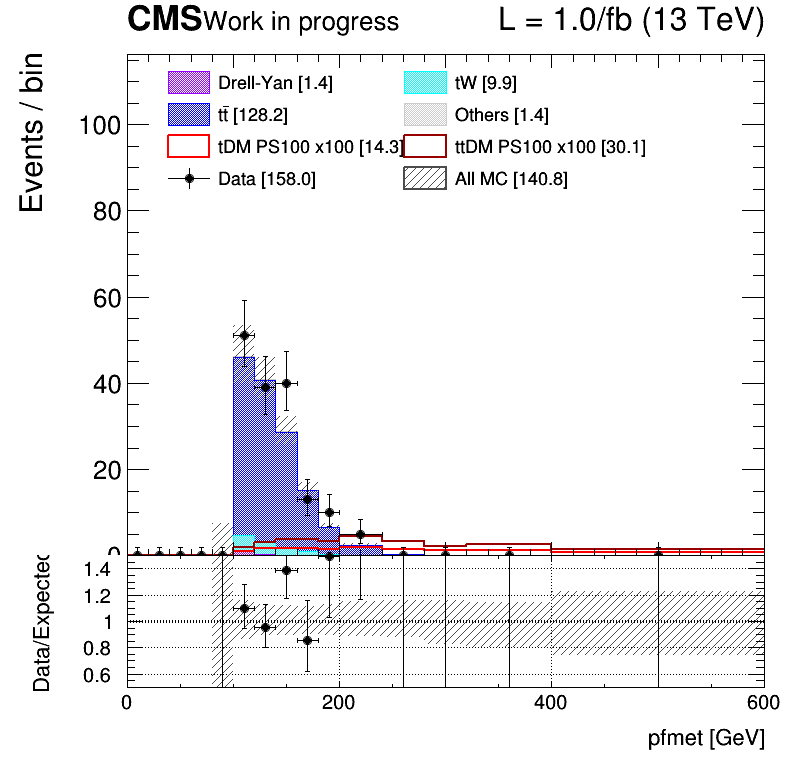 CMS Work in progress L = 1.0/fb (13 TeV)
Events / bin
Drell-Yan [1.4] tW [9.9]
tt̄ [128.2] Others [1.4]
tDM PS100 x100 [14.3] ttDM PS100 x100 [30.1]
Data [158.0] All MC [140.8]
100
80
60
40
20
0
Data/Expected
1.4
1.2
1
0.8
0.6
0 200 400 600
pfmet [GeV]